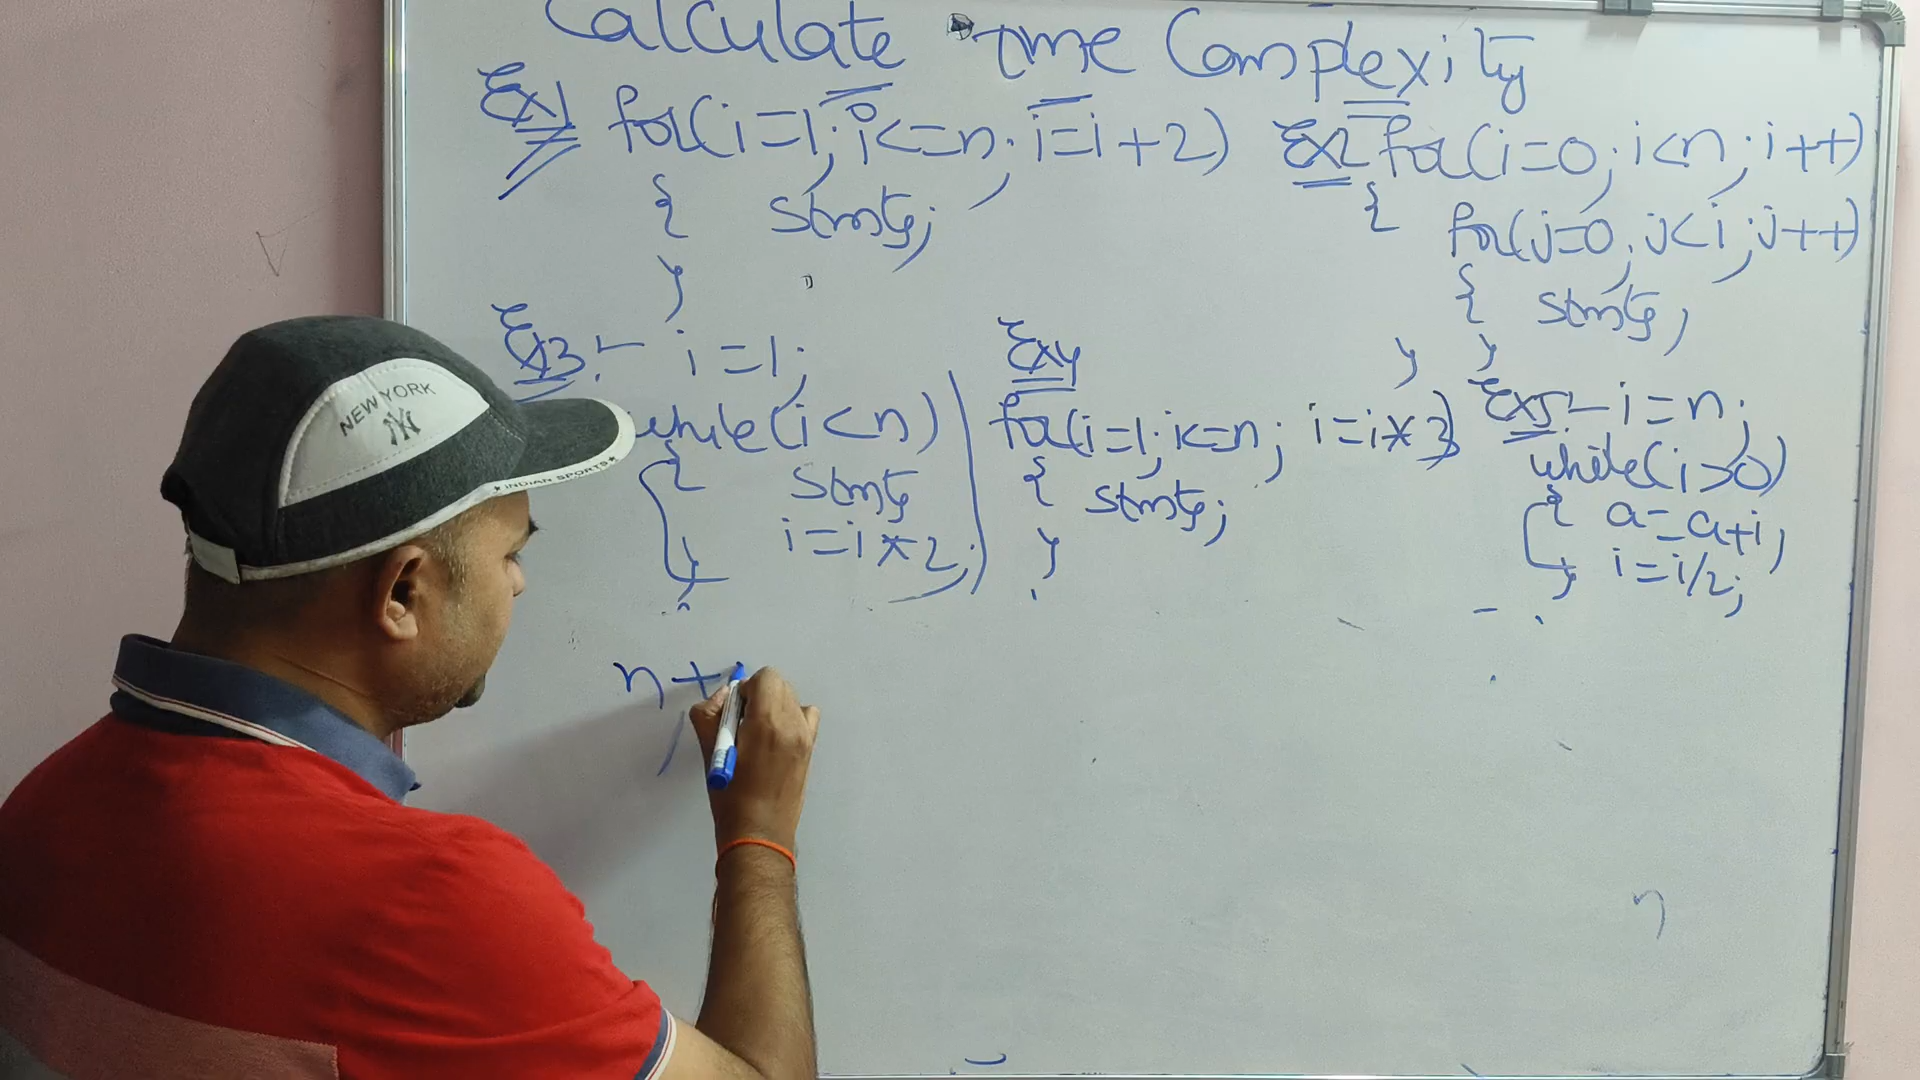 Calculate Time Complexity
Ex1 for(i=1; i<=n; i=i+2)
{ stmts;
}
Ex2 for(i=0; i<n; i++)
{
for(j=0; j<i; j++)
{ stmts;
}
}
Ex3:- i=1;
while(i<n)
{
stmts
i=i*2;
}
Ex4
for(i=1; i<=n; i=i*3)
{ stmts;
}
Ex5:- i=n;
while(i>0)
{ a=a+i;
} i=i/2;
n+
n
NEW YORK
NY
★ INDIAN SPORTS ★